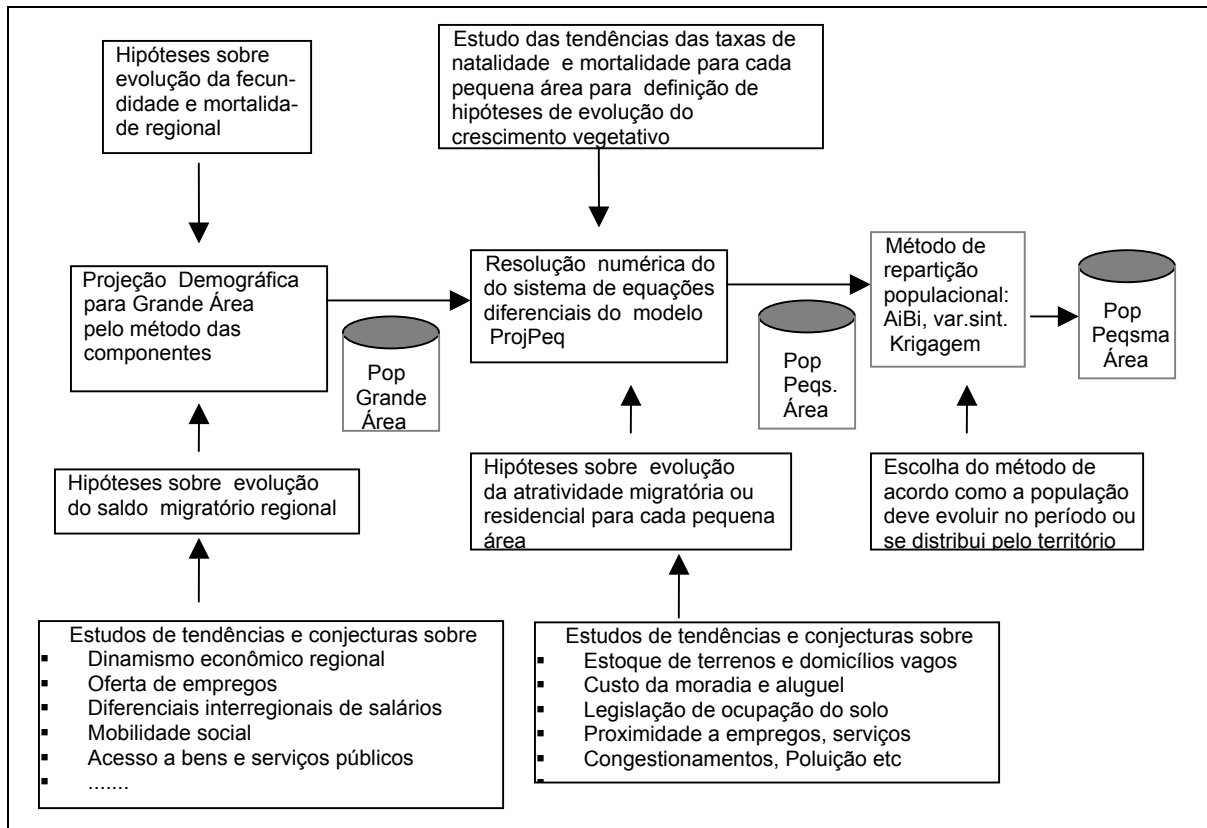 Hipóteses sobre
evolução da fecun-
didade e mortalida-
de regional
Estudo das tendências das taxas de
natalidade e mortalidade para cada
pequena área para definição de
hipóteses de evolução do
crescimento vegetativo
Projeção Demográfica
para Grande Área
pelo método das
componentes
Pop
Grande
Área
Resolução numérica do
do sistema de equações
diferenciais do modelo
ProjPeq
Pop
Peqs.
Área
Método de
repartição
populacional:
AiBi, var.sint.
Krigagem
Pop
Peqsma
Área
Hipóteses sobre evolução
do saldo migratório regional
Hipóteses sobre evolução
da atratividade migratória ou
residencial para cada pequena
área
Escolha do método de
acordo como a população
deve evoluir no período ou
se distribui pelo território
Estudos de tendências e conjecturas sobre
▪ Dinamismo econômico regional
▪ Oferta de empregos
▪ Diferenciais interregionais de salários
▪ Mobilidade social
▪ Acesso a bens e serviços públicos
▪ .......
Estudos de tendências e conjecturas sobre
▪ Estoque de terrenos e domicílios vagos
▪ Custo da moradia e aluguel
▪ Legislação de ocupação do solo
▪ Proximidade a empregos, serviços
▪ Congestionamentos, Poluição etc